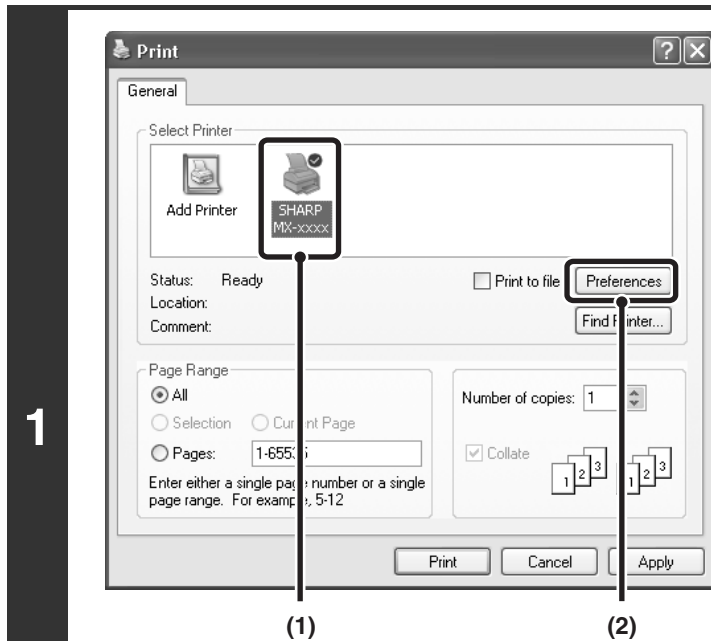 1
Print
General
Select Printer
Add Printer
SHARP
MX-xxxx
Status: Ready
Location:
Comment:
Print to file
Preferences
Find Printer...
Page Range
All
Selection
Current Page
Pages:
1-65535
Enter either a single page number or a single
page range. For example, 5-12
Number of copies: 1
Collate
1 2 3
1 2 3
Print
Cancel
Apply
(1)
(2)